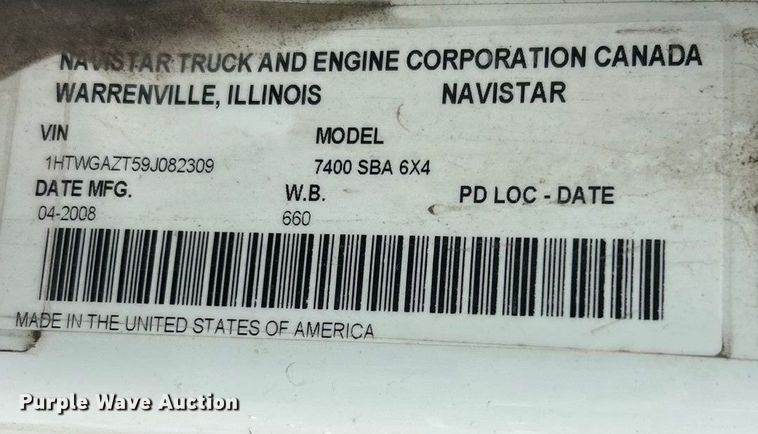 NAVISTAR TRUCK AND ENGINE CORPORATION CANADA
WARRENVILLE, ILLINOIS NAVISTAR
VIN MODEL
1HTWGAZT59J082309 7400 SBA 6X4
DATE MFG. W.B. PD LOC - DATE
04-2008 660
MADE IN THE UNITED STATES OF AMERICA
Purple Wave Auction